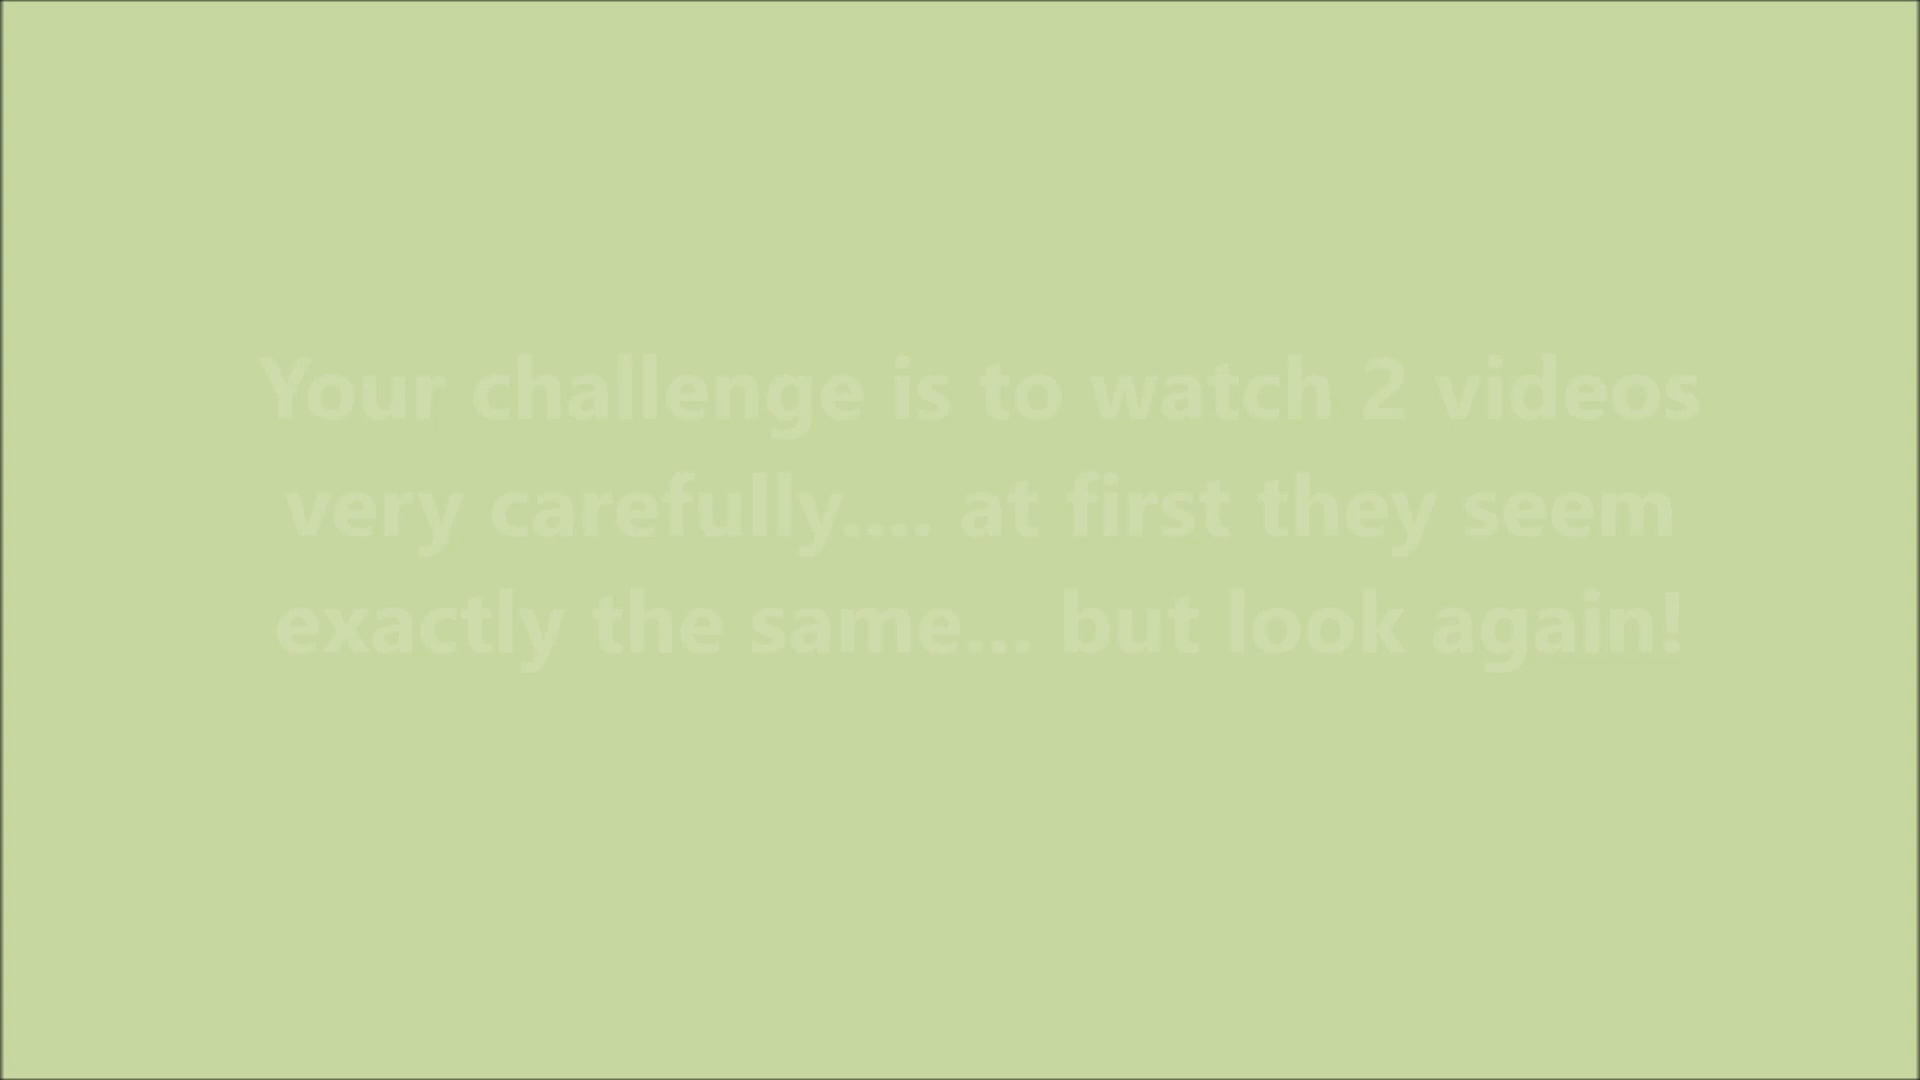 Your challenge is to watch 2 videos
very carefully.... at first they seem
exactly the same... but look again!